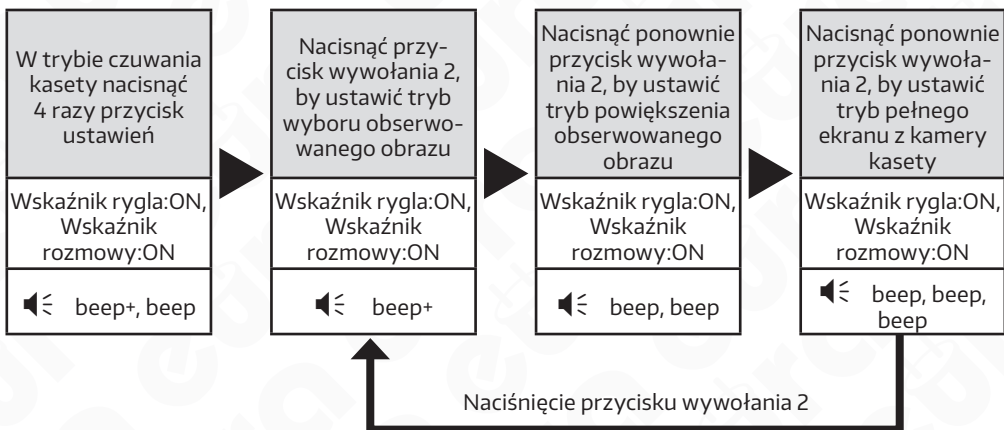 W trybie czuwania
kasety nacisnąć
4 razy przycisk
ustawień
Wskaźnik rygla:ON,
Wskaźnik
rozmowy:ON
beep+, beep
Nacisnąć przy-
cisk wywołania 2,
by ustawić tryb
wyboru obserwo-
wanego obrazu
Wskaźnik rygla:ON,
Wskaźnik
rozmowy:ON
beep+
Nacisnąć ponownie
przycisk wywoła-
nia 2, by ustawić
tryb powiększenia
obserwowanego
obrazu
Wskaźnik rygla:ON,
Wskaźnik
rozmowy:ON
beep, beep
Nacisnąć ponownie
przycisk wywoła-
nia 2, by ustawić
tryb pełnego
ekranu z kamery
kasety
Wskaźnik rygla:ON,
Wskaźnik
rozmowy:ON
beep, beep,
beep
Naciśnięcie przycisku wywołania 2